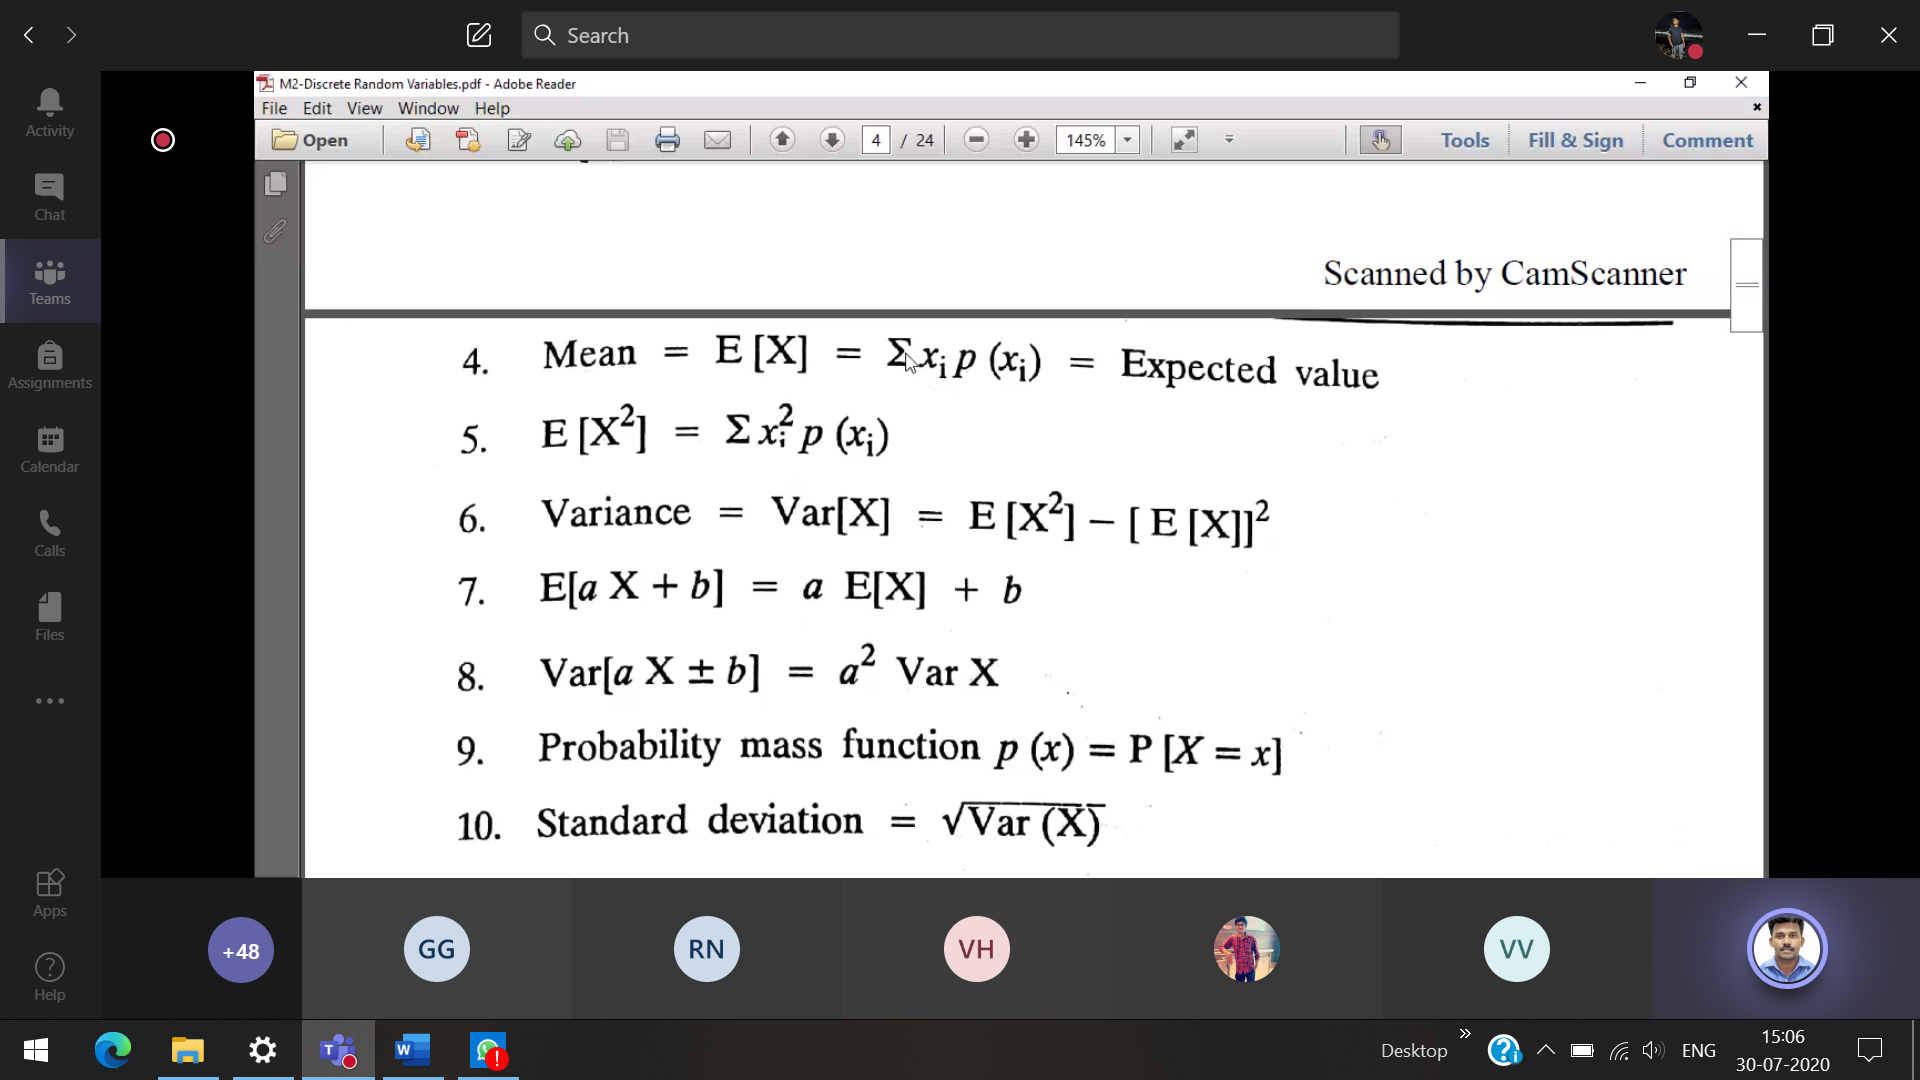 Search
M2-Discrete Random Variables.pdf - Adobe Reader
File Edit View Window Help
Open 4 / 24 145% Tools Fill & Sign Comment
Activity
Chat
Teams
Assignments
Calendar
Calls
Files
Apps
Help
Scanned by CamScanner
4. Mean = E [X] = Σ xᵢ p (xᵢ) = Expected value
5. E [X²] = Σ xᵢ² p (xᵢ)
6. Variance = Var[X] = E [X²] − [ E [X]]²
7. E[a X + b] = a E[X] + b
8. Var[a X ± b] = a² Var X
9. Probability mass function p (x) = P [X = x]
10. Standard deviation = √Var (X)
+48 GG RN VH VV
Desktop ENG 15:06
30-07-2020